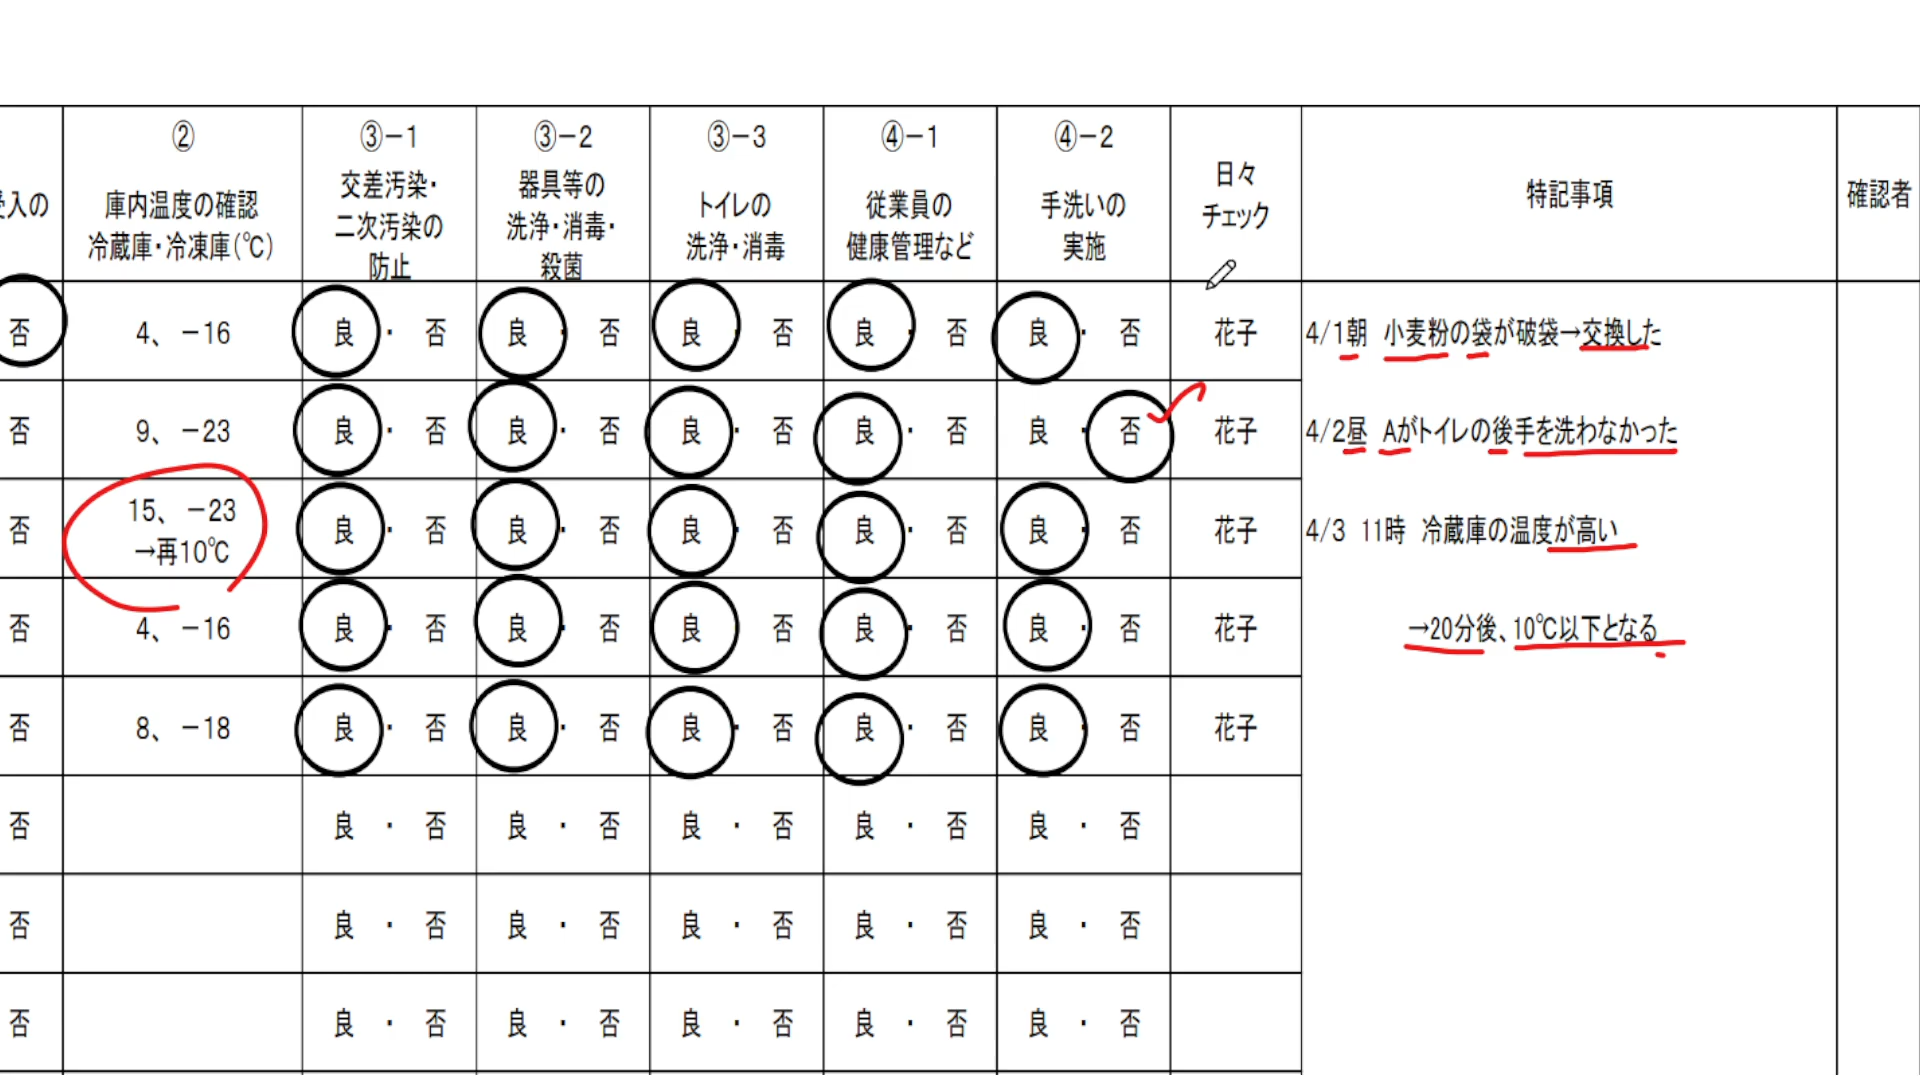 ②
③－1
③－2
③－3
④－1
④－2
受入の
庫内温度の確認
冷蔵庫・冷凍庫（℃）
交差汚染・
二次汚染の
防止
器具等の
洗浄・消毒・
殺菌
トイレの
洗浄・消毒
従業員の
健康管理など
手洗いの
実施
日々
チェック
特記事項
確認者
否 4、－16 良・否 良・否 良・否 良・否 良・否 花子 4/1朝 小麦粉の袋が破袋→交換した
否 9、－23 良・否 良・否 良・否 良・否 良・否 花子 4/2昼 Aがトイレの後手を洗わなかった
否 15、－23
→再10℃ 良・否 良・否 良・否 良・否 良・否 花子 4/3 11時 冷蔵庫の温度が高い
否 4、－16 良・否 良・否 良・否 良・否 良・否 花子 →20分後、10℃以下となる
否 8、－18 良・否 良・否 良・否 良・否 良・否 花子
否 良・否 良・否 良・否 良・否 良・否
否 良・否 良・否 良・否 良・否 良・否
否 良・否 良・否 良・否 良・否 良・否